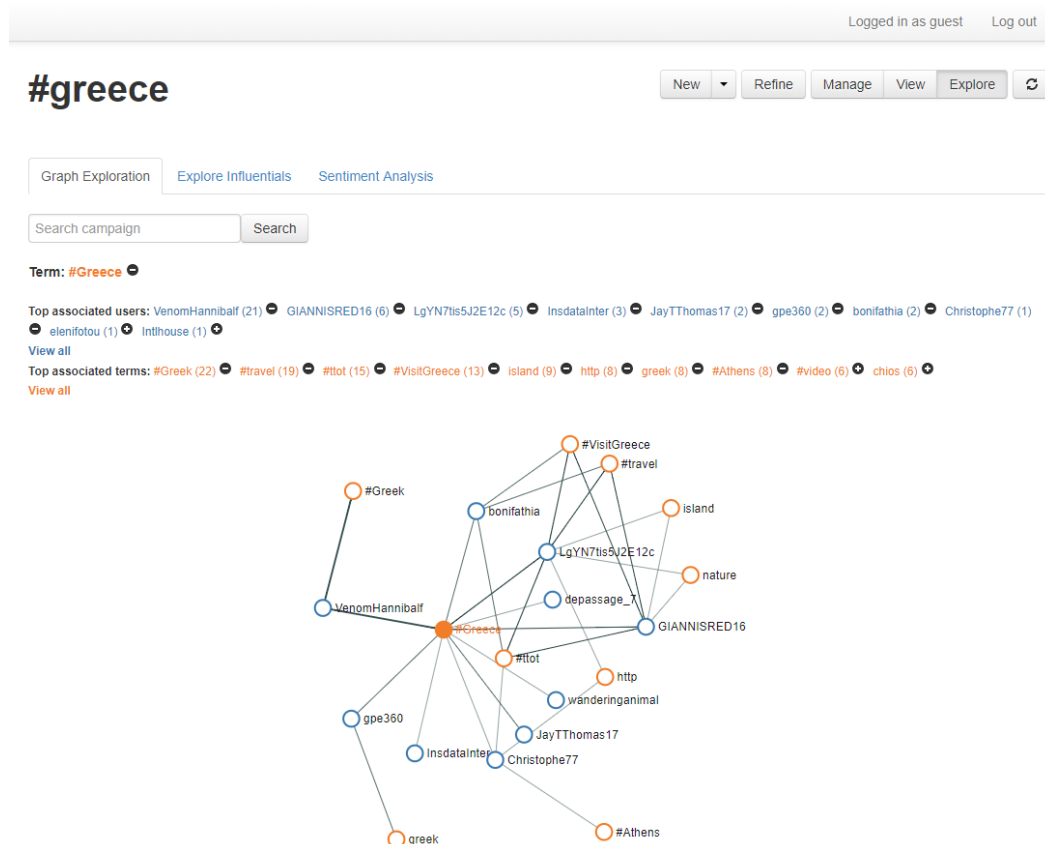 Logged in as guest Log out
#greece
New Refine Manage View Explore
Graph Exploration Explore Influentials Sentiment Analysis
Search campaign Search
Term: #Greece
Top associated users: VenomHannibalf (21) GIANNISRED16 (6) LgYN7tis5J2E12c (5) InsdataInter (3) JayTThomas17 (2) gpe360 (2) bonifathia (2) Christophe77 (1)
elenifotou (1) Intlhouse (1)
View all
Top associated terms: #Greek (22) #travel (19) #ttot (15) #VisitGreece (13) island (9) http (8) greek (8) #Athens (8) #video (6) chios (6)
View all
#VisitGreece
#travel
#Greek
island
bonifathia
LgYN7tis5J2E12c
nature
depassage_7
VenomHannibalf
GIANNISRED16
#Greece
#ttot
http
wanderinganimal
gpe360
JayTThomas17
InsdataInter
Christophe77
#Athens
greek